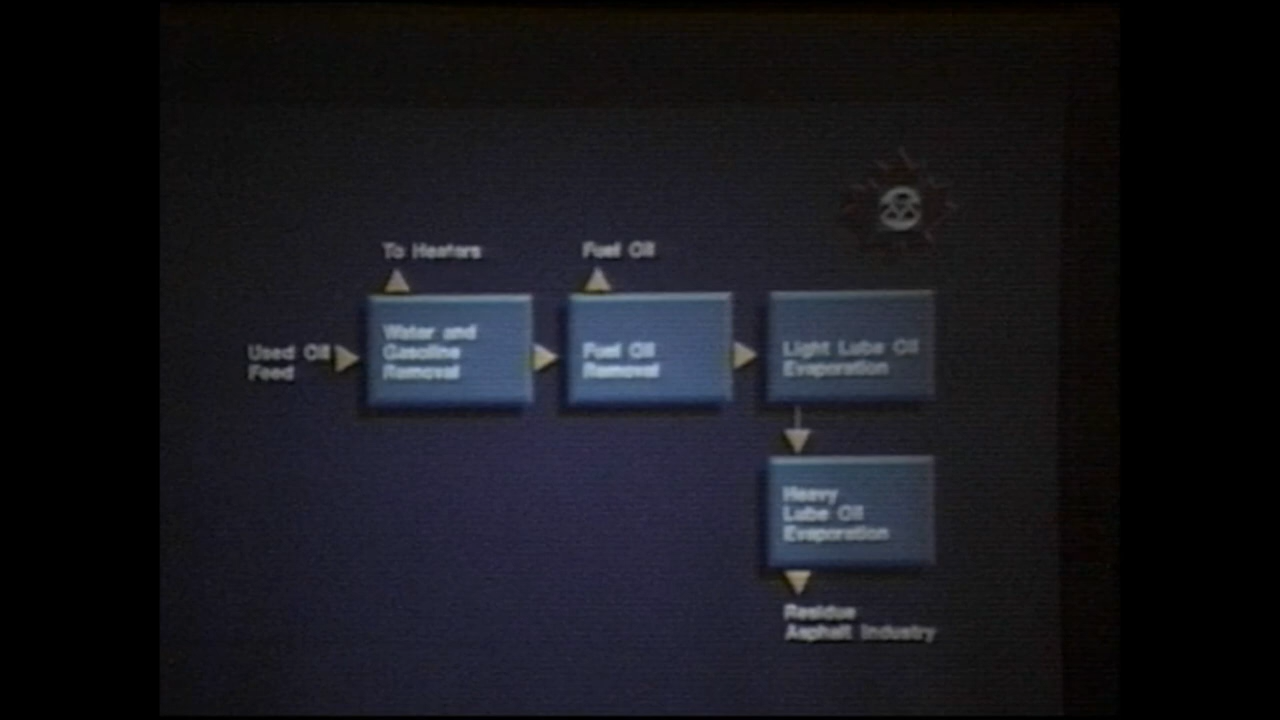 To Heaters
Fuel Oil
Used Oil
Feed
Water and
Gasoline
Removal
Fuel Oil
Removal
Light Lube Oil
Evaporation
Heavy
Lube Oil
Evaporation
Residue
Asphalt Industry